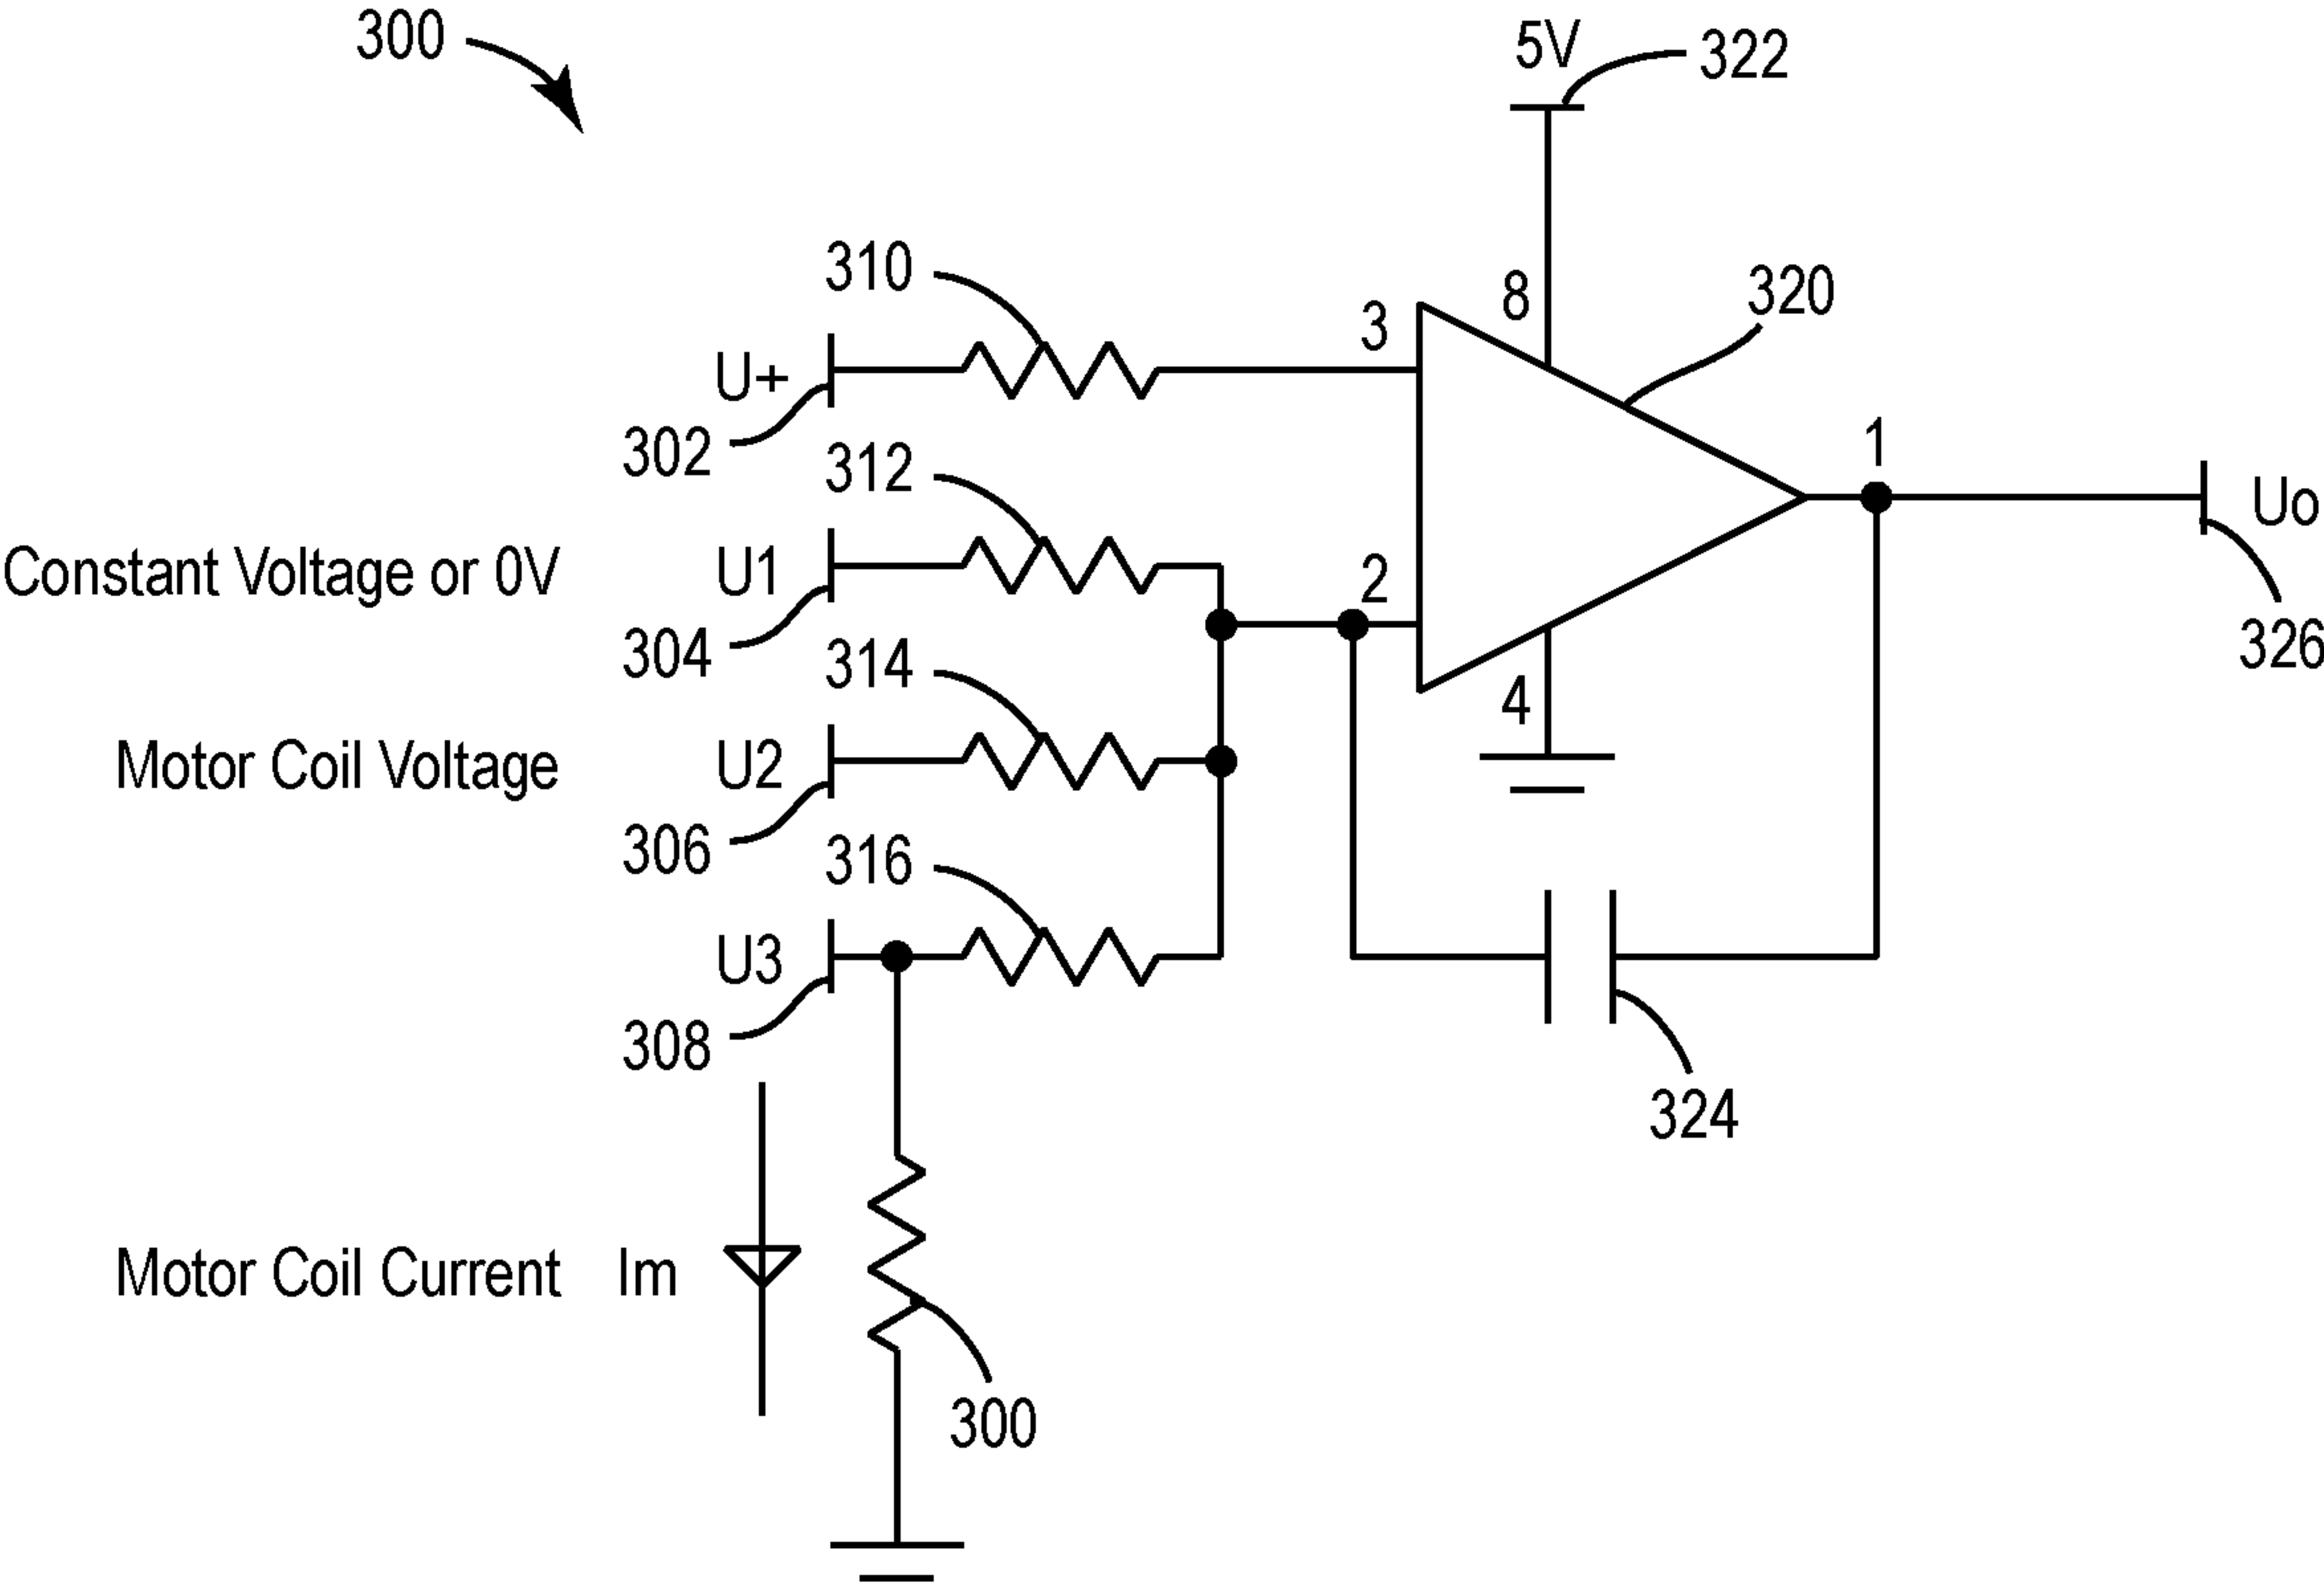 300
5V
322
310
3
8
320
U+
302
312
1
Constant Voltage or 0V
U1
2
Uo
304
314
326
4
Motor Coil Voltage
U2
306
316
U3
308
324
Motor Coil Current
Im
300